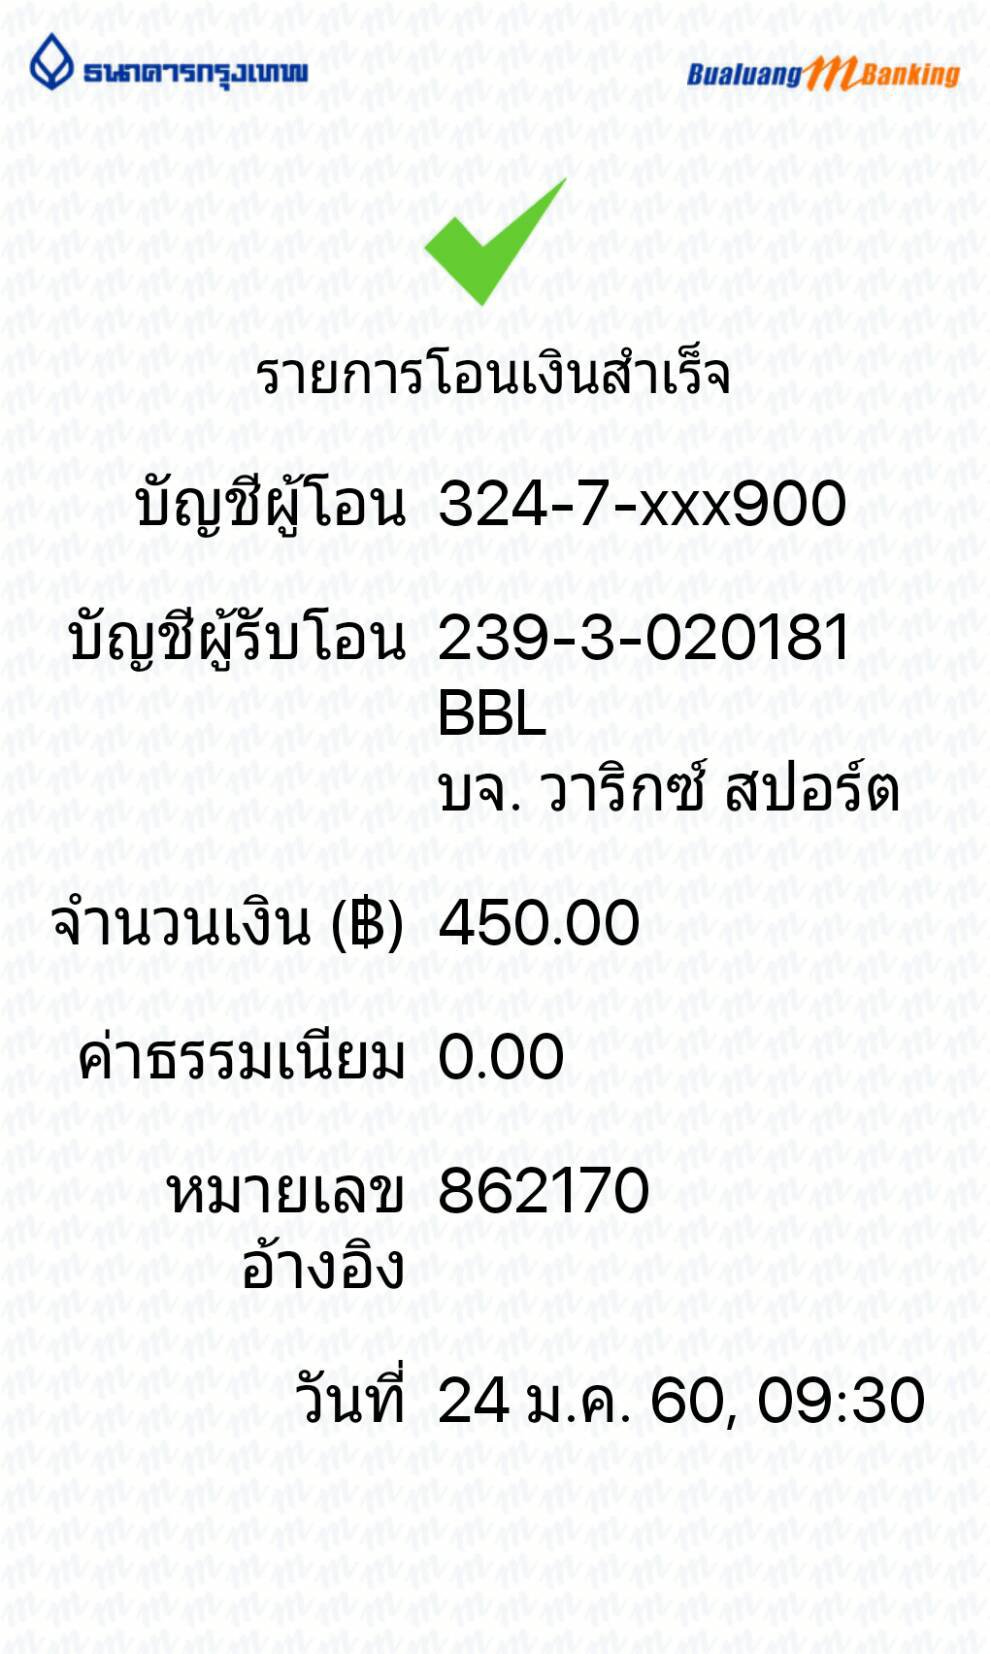 ธนาคารกรุงเทพ
Bualuang mBanking
รายการโอนเงินสำเร็จ
บัญชีผู้โอน 324-7-xxx900
บัญชีผู้รับโอน 239-3-020181
BBL
บจ. วาริกซ์ สปอร์ต
จำนวนเงิน (฿) 450.00
ค่าธรรมเนียม 0.00
หมายเลข 862170
อ้างอิง
วันที่ 24 ม.ค. 60, 09:30